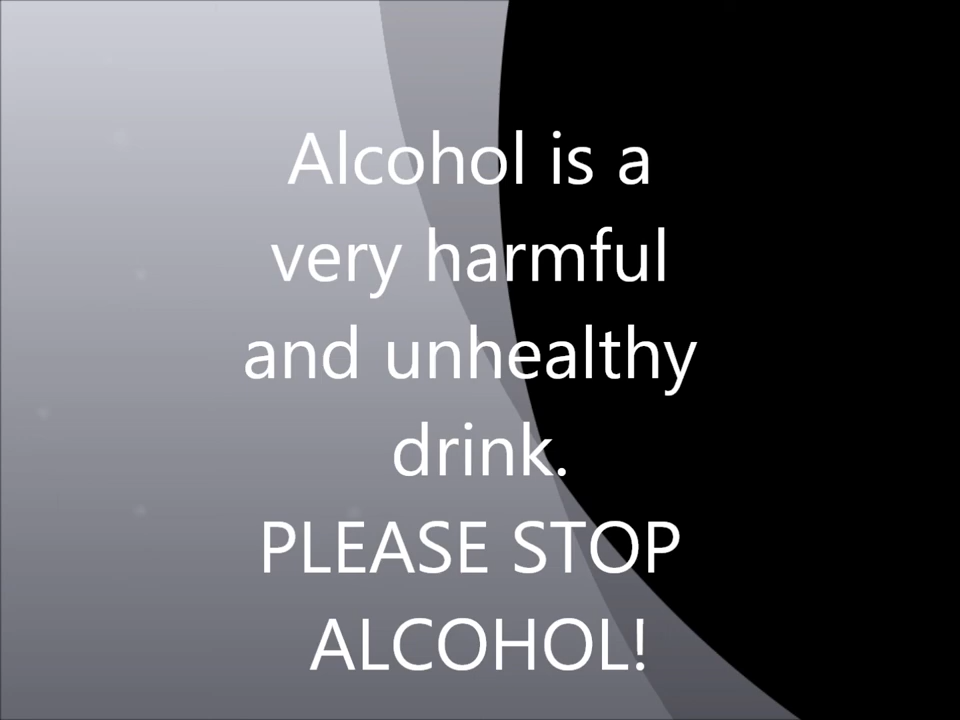 Alcohol is a
very harmful
and unhealthy
drink.
PLEASE STOP
ALCOHOL!